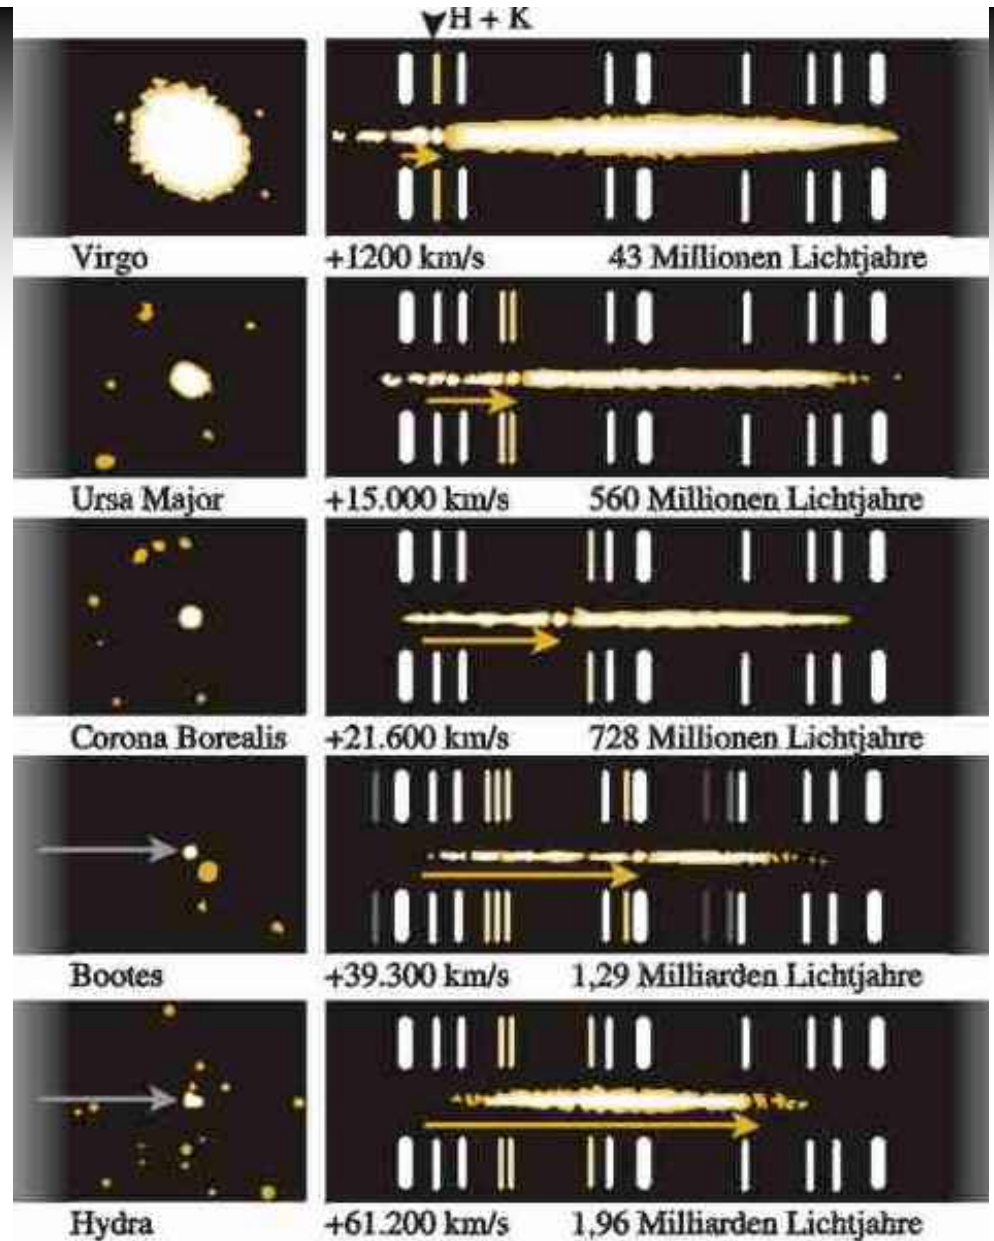 H + K
Virgo +1200 km/s 43 Millionen Lichtjahre
Ursa Major +15.000 km/s 560 Millionen Lichtjahre
Corona Borealis +21.600 km/s 728 Millionen Lichtjahre
Bootes +39.300 km/s 1,29 Milliarden Lichtjahre
Hydra +61.200 km/s 1,96 Milliarden Lichtjahre